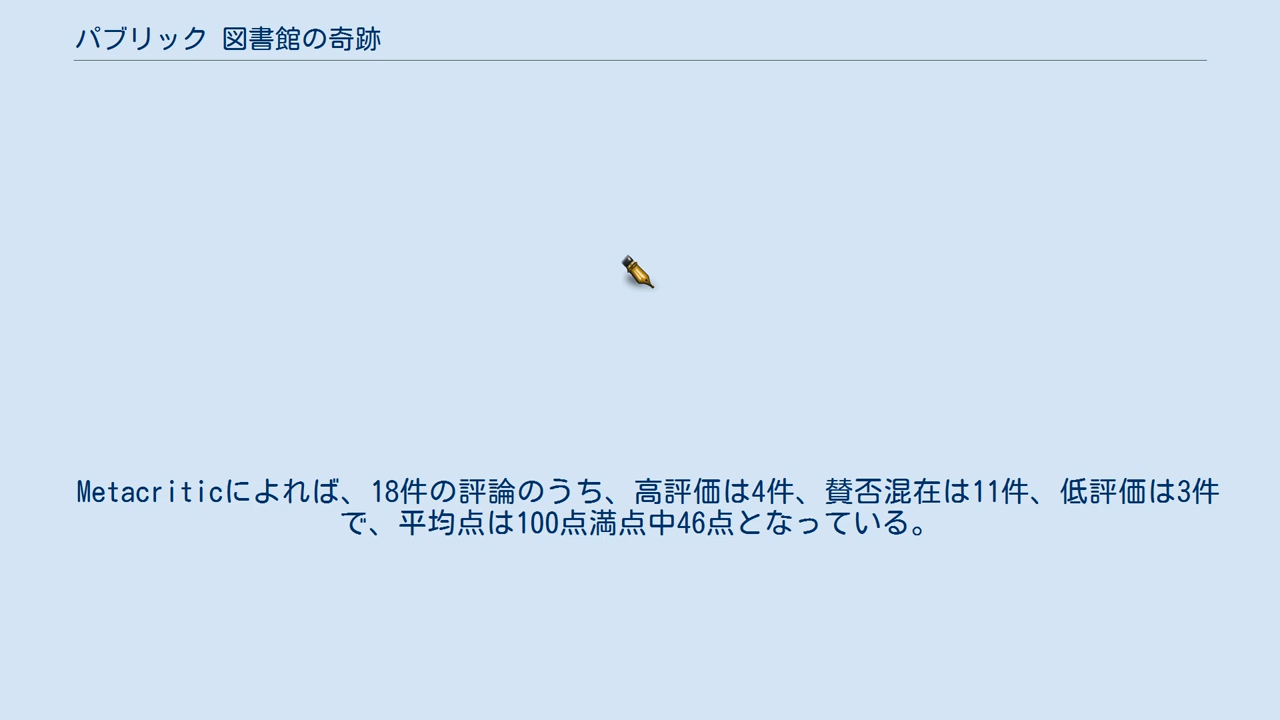 パブリック 図書館の奇跡
Metacriticによれば、18件の評論のうち、高評価は4件、賛否混在は11件、低評価は3件
で、平均点は100点満点中46点となっている。